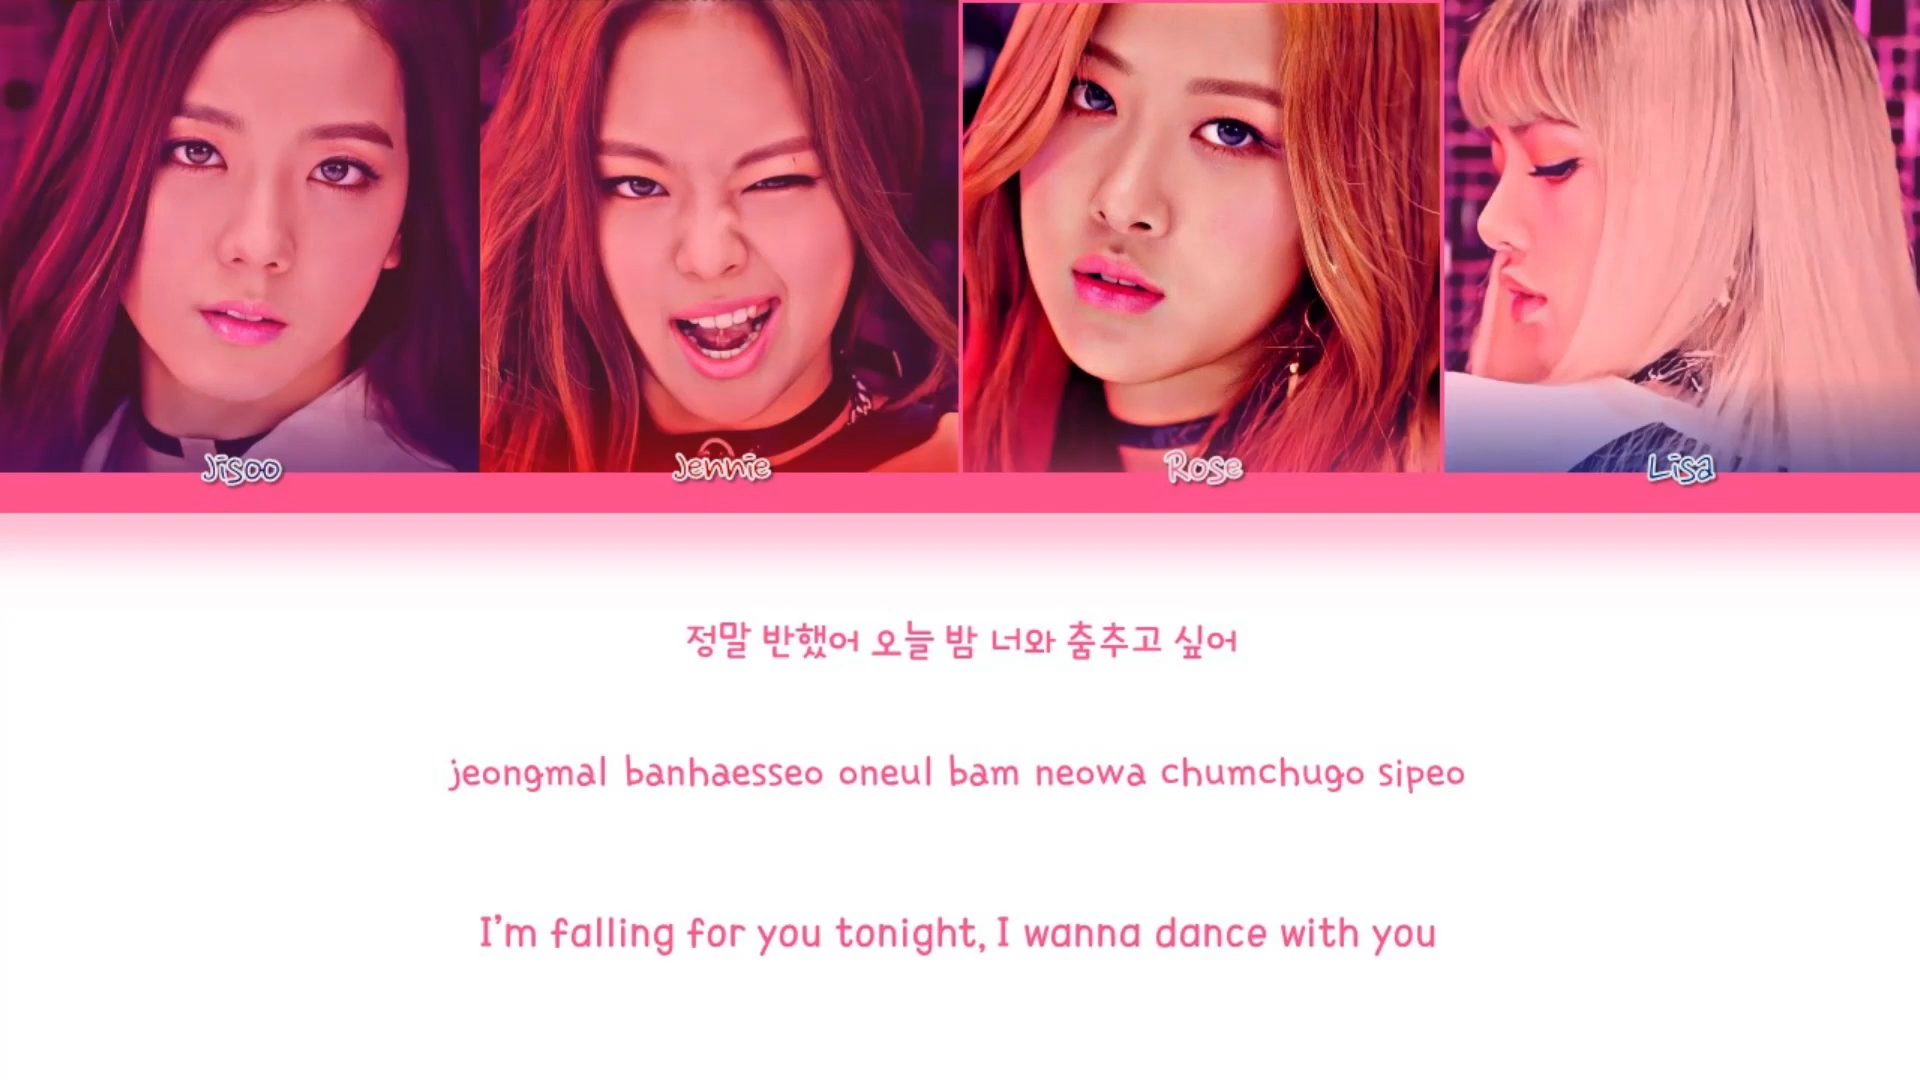 Jisoo
Jennie
Rose
Lisa
정말 반했어 오늘 밤 너와 춤추고 싶어
jeongmal banhaesseo oneul bam neowa chumchugo sipeo
I'm falling for you tonight, I wanna dance with you